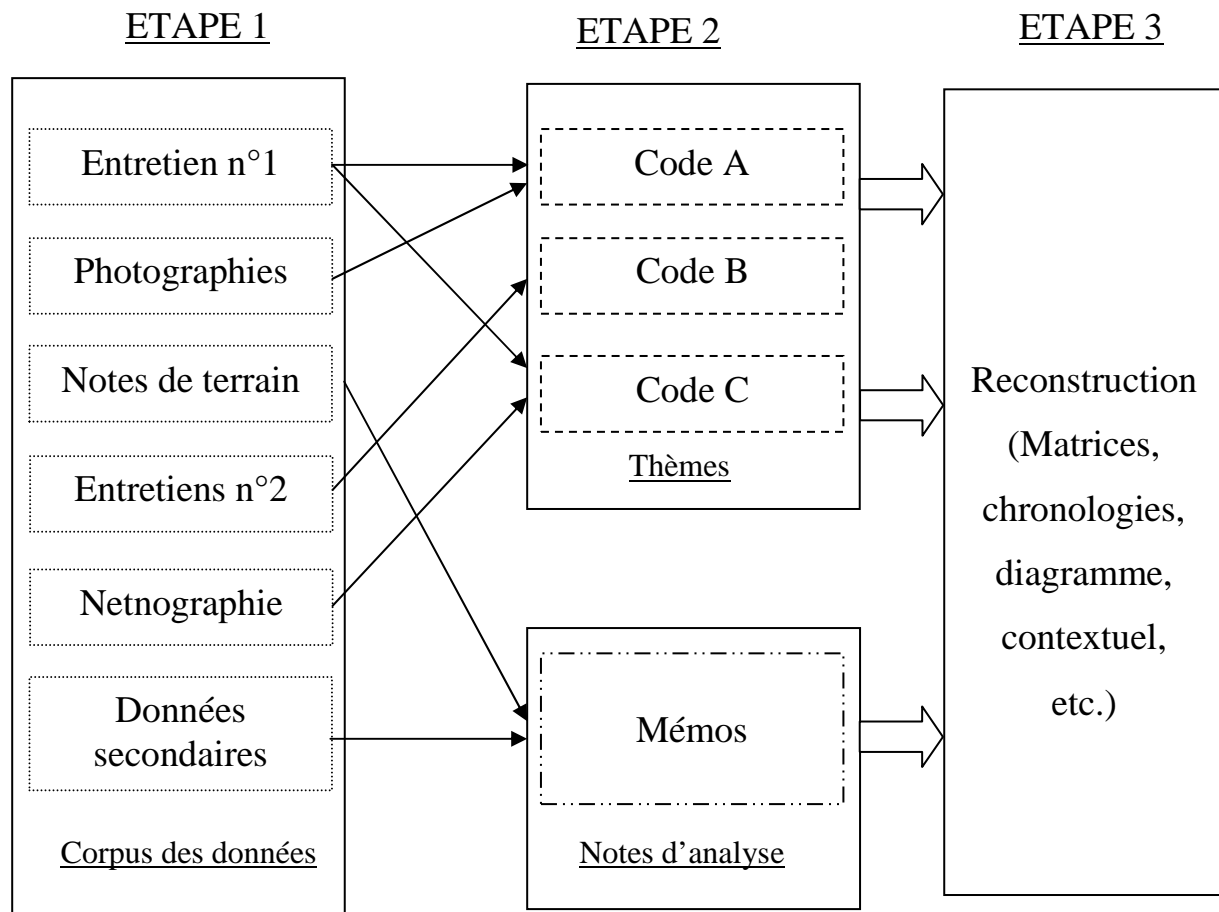 ETAPE 1
ETAPE 2
ETAPE 3
Entretien n°1
Photographies
Notes de terrain
Entretiens n°2
Netnographie
Données
secondaires
Corpus des données
Code A
Code B
Code C
Thèmes
Mémos
Notes d’analyse
Reconstruction
(Matrices,
chronologies,
diagramme,
contextuel,
etc.)